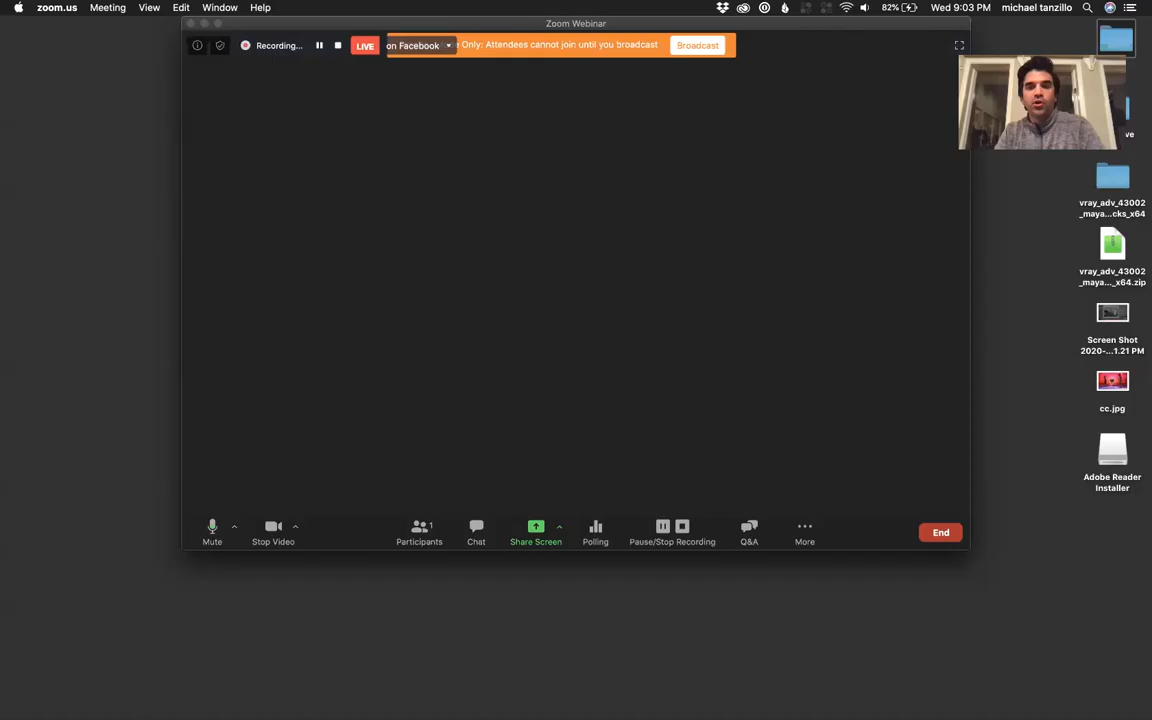 zoom.us Meeting View Edit Window Help 82% Wed 9:03 PM michael tanzillo
Zoom Webinar
Recording... LIVE on Facebook e Only: Attendees cannot join until you broadcast Broadcast
ve
vray_adv_43002
_maya...cks_x64
vray_adv_43002
_maya..._x64.zip
Screen Shot
2020-...1.21 PM
cc.jpg
Adobe Reader
Installer
Mute Stop Video Participants 1 Chat Share Screen Polling Pause/Stop Recording Q&A More End